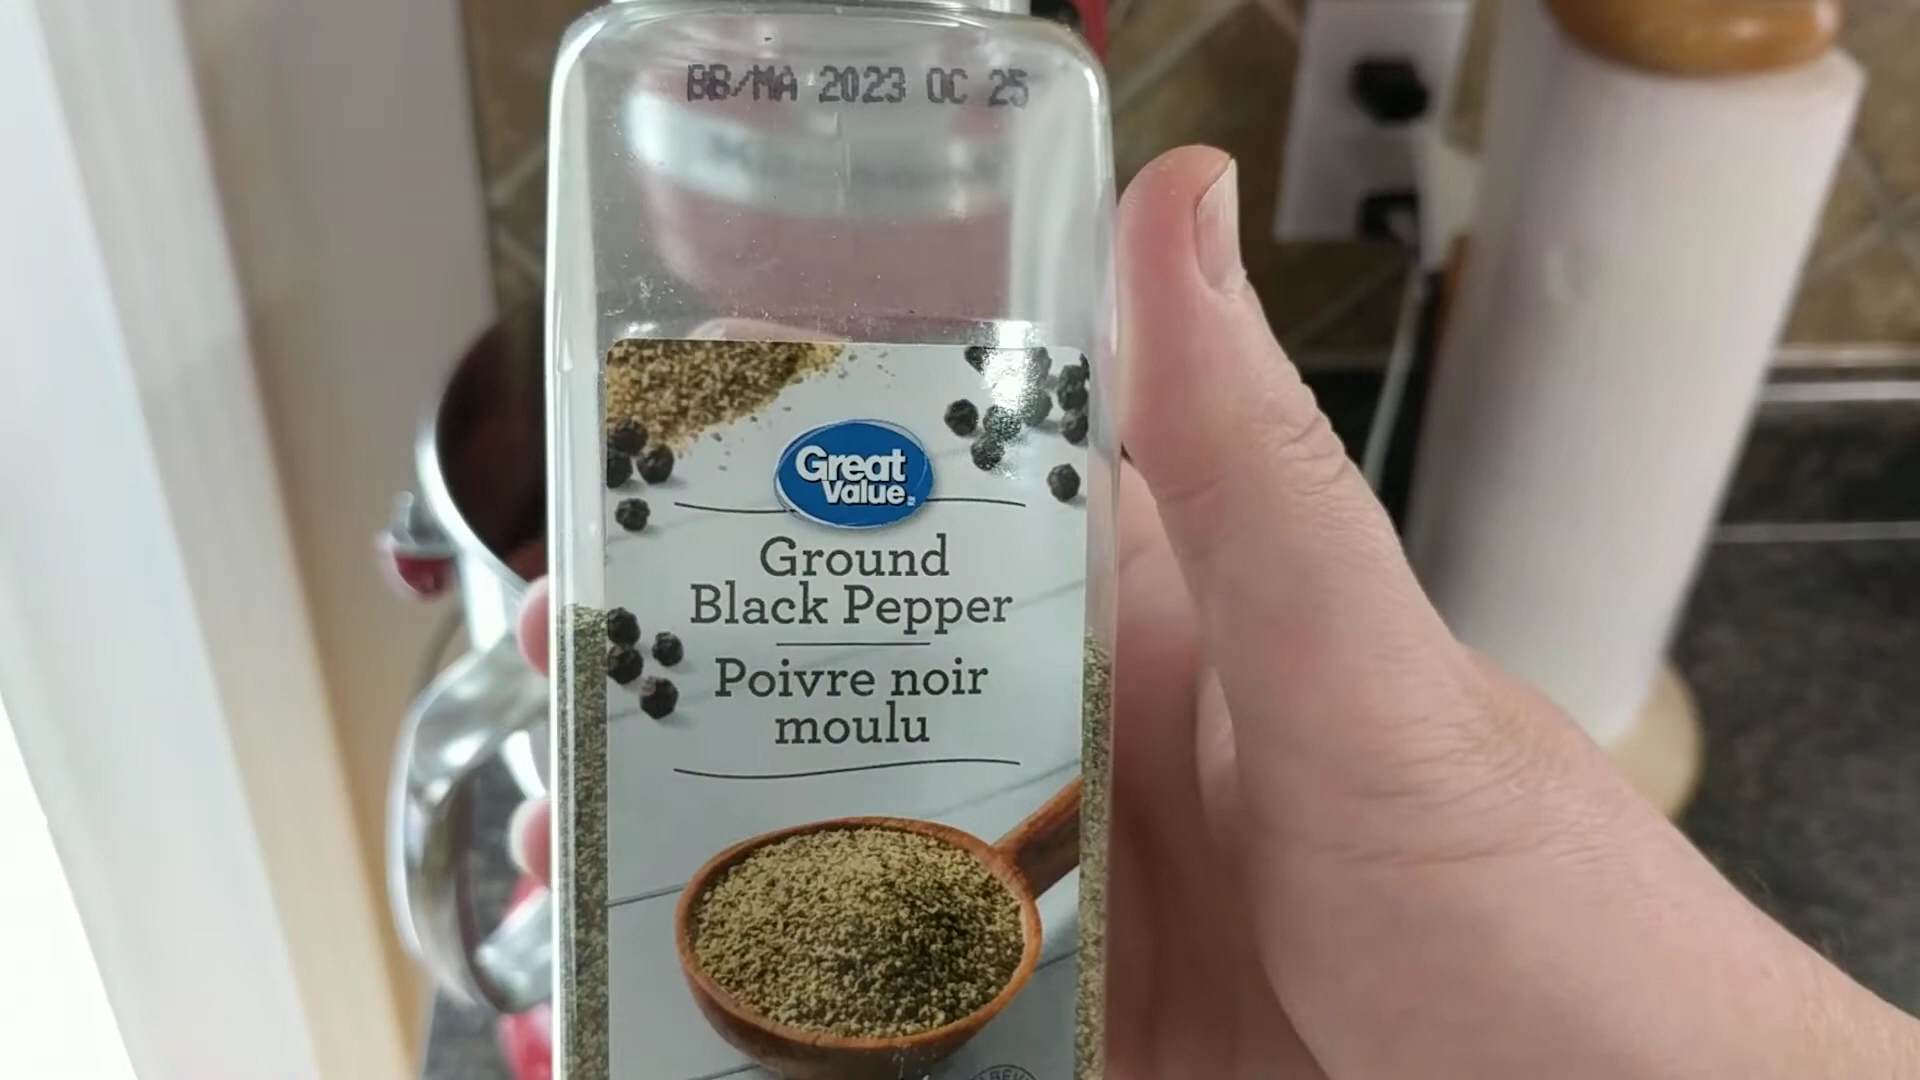 BB/MA 2023 OC 25
Great
Value
Ground
Black Pepper
Poivre noir
moulu